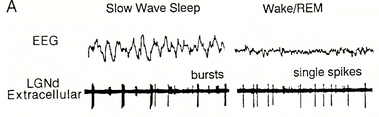 A
Slow Wave Sleep Wake/REM
EEG
bursts single spikes
LGNd
Extracellular